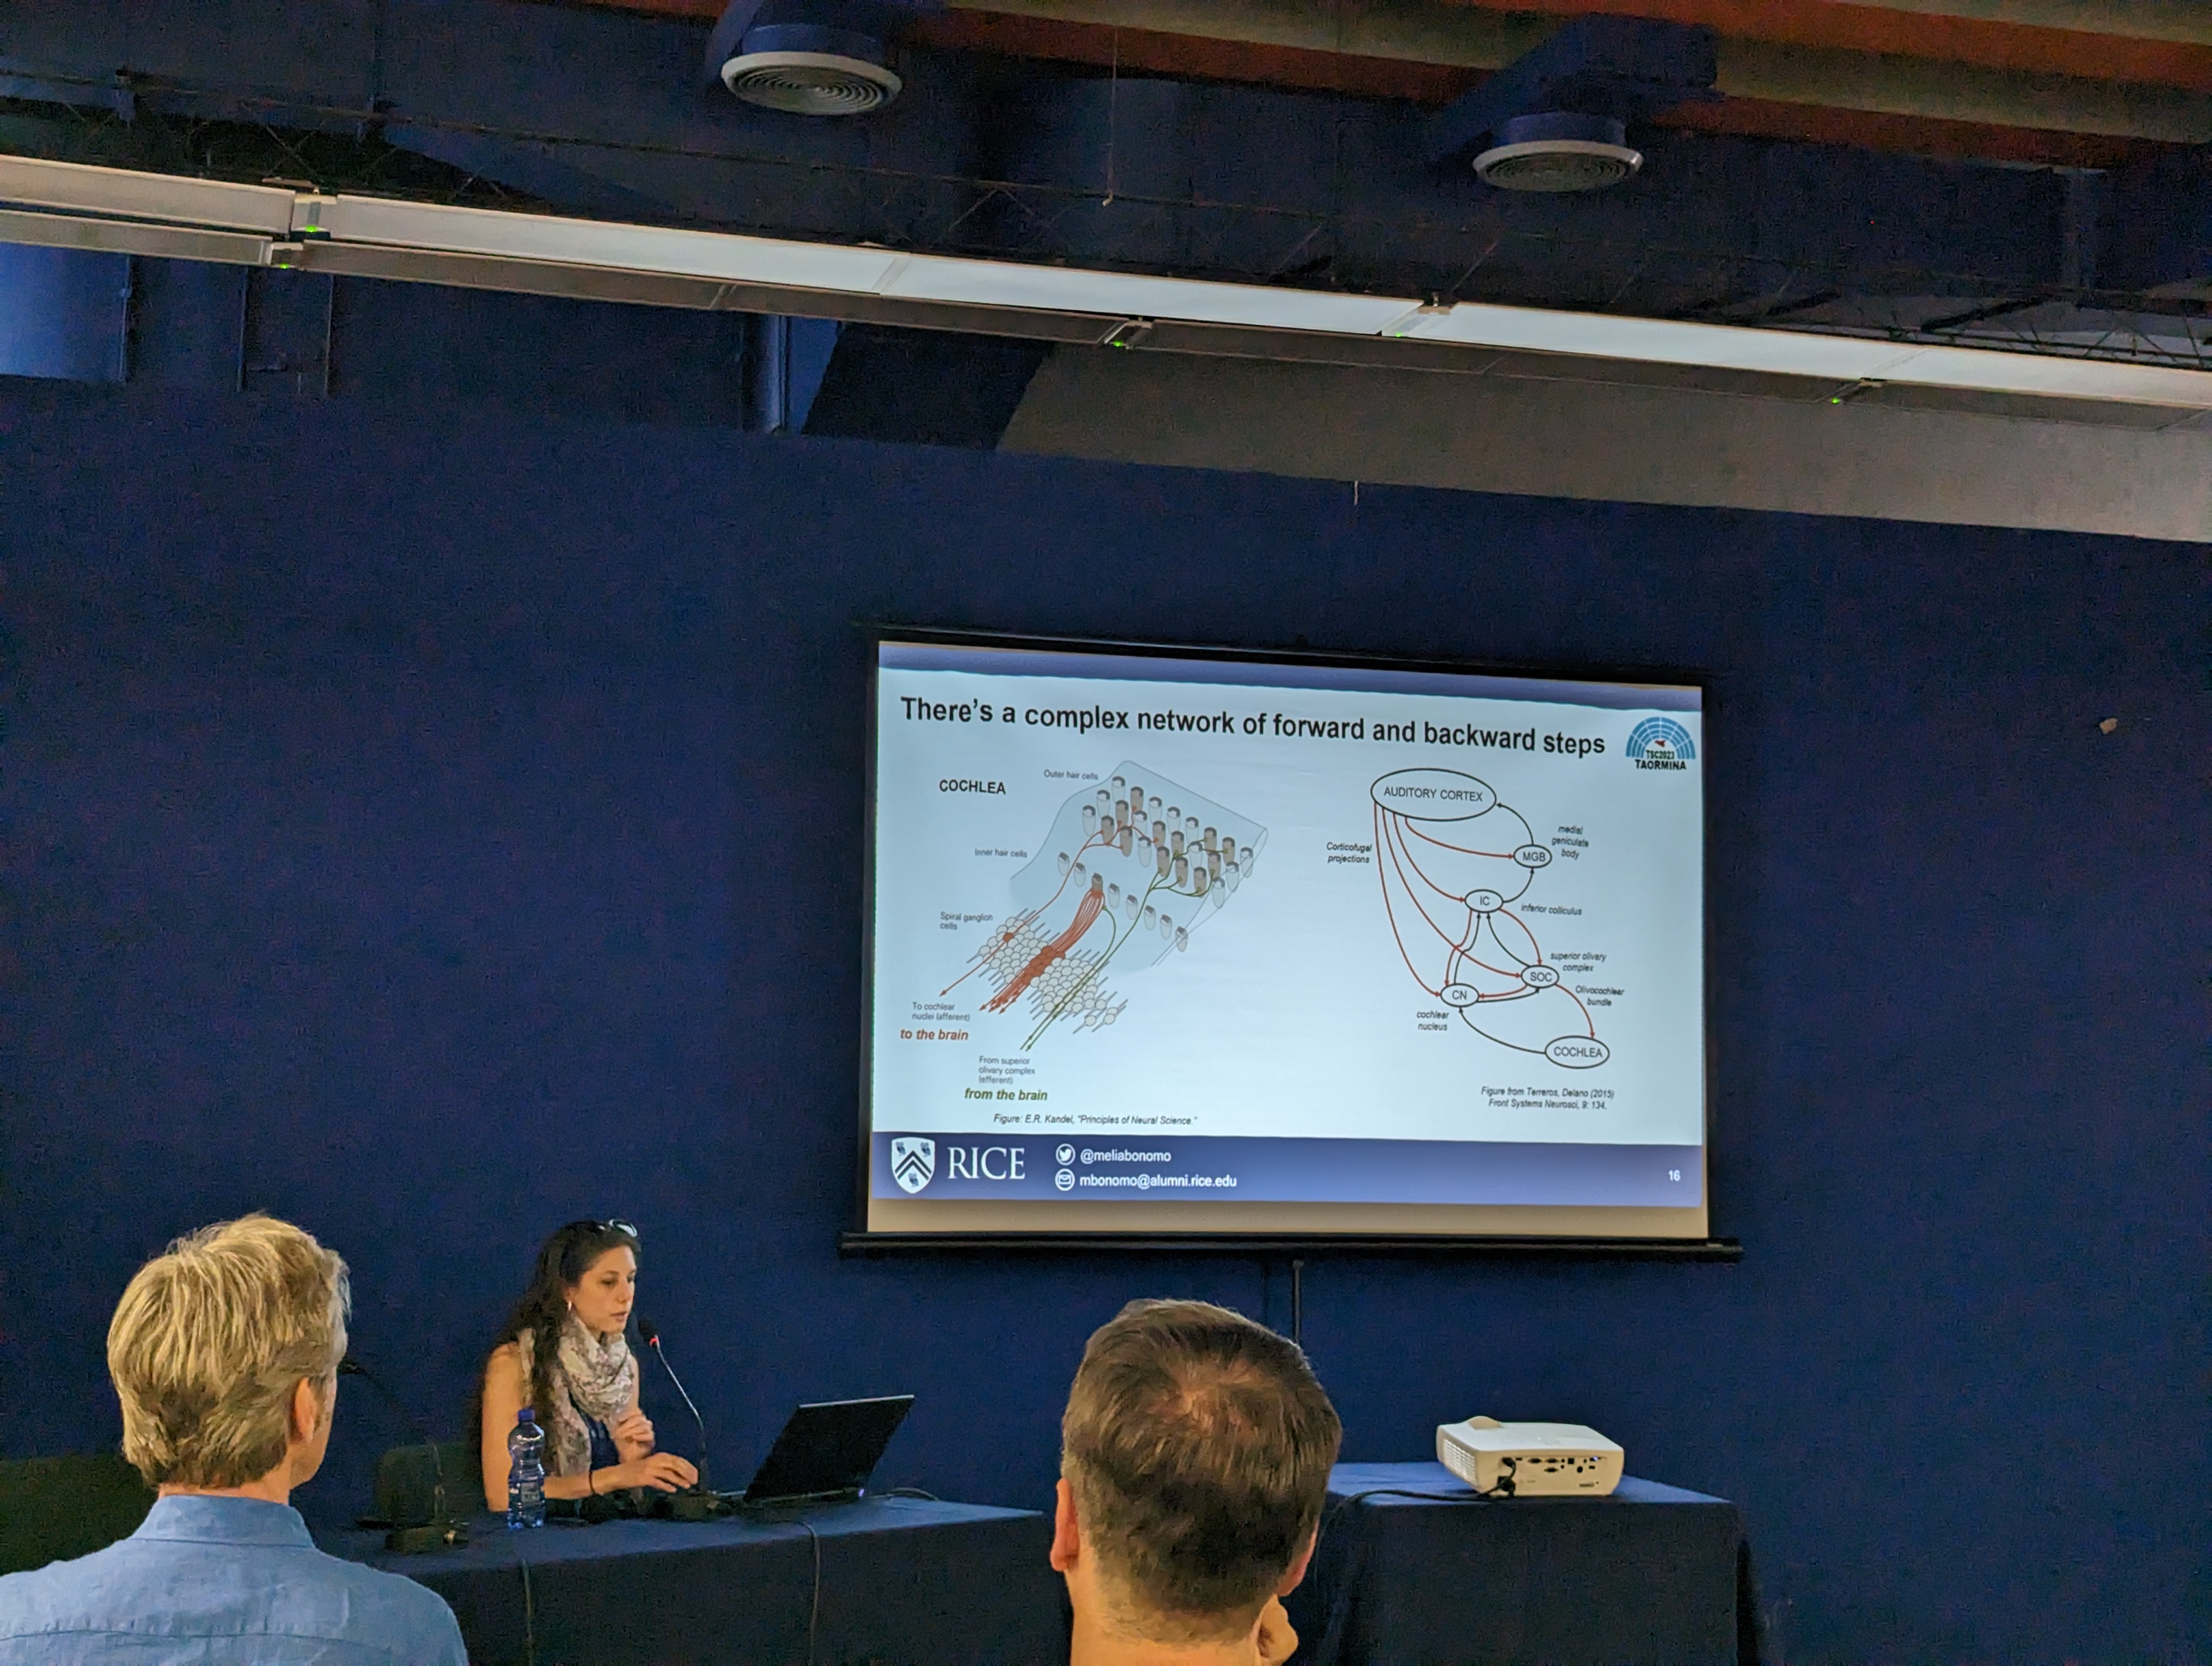 There's a complex network of forward and backward steps
TSC2023
TAORMINA
COCHLEA
Outer hair cells
Inner hair cells
Spiral ganglion
cells
To cochlear
nuclei (afferent)
to the brain
From superior
olivary complex
(efferent)
from the brain
Figure: E.R. Kandel, "Principles of Neural Science."
AUDITORY CORTEX
medial
geniculate
body
MGB
Corticofugal
projections
IC
inferior colliculus
superior olivary
complex
SOC
Olivocochlear
bundle
CN
cochlear
nucleus
COCHLEA
Figure from Terreros, Delano (2015)
Front Systems Neurosci, 9: 134.
RICE
@meliabonomo
mbonomo@alumni.rice.edu
16